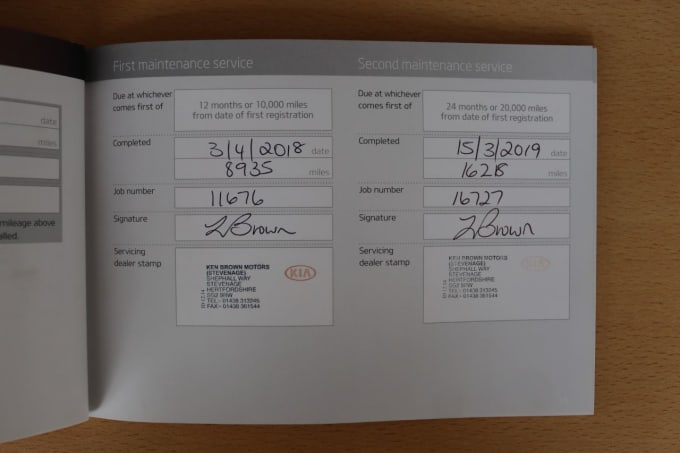 First maintenance service
Due at whichever
comes first of
12 months or 10,000 miles
from date of first registration
Completed
3/4/2018 date
8935 miles
Job number
11676
Signature
L Brown
Servicing
dealer stamp
KEN BROWN MOTORS
(STEVENAGE)
SHEPHALL WAY
STEVENAGE
HERTFORDSHIRE
TEL - 01438
FAX - 01438 361544
KIA
Second maintenance service
Due at whichever
comes first of
24 months or 20,000 miles
from date of first registration
Completed
15/3/2019 date
miles
Job number
16727
Signature
L Brown
Servicing
dealer stamp
KEN BROWN MOTORS
(STEVENAGE)
SHEPHALL WAY
STEVENAGE
HERTFORDSHIRE
TEL - 01438
FAX - 01438 361544
KIA
date
miles
mileage above